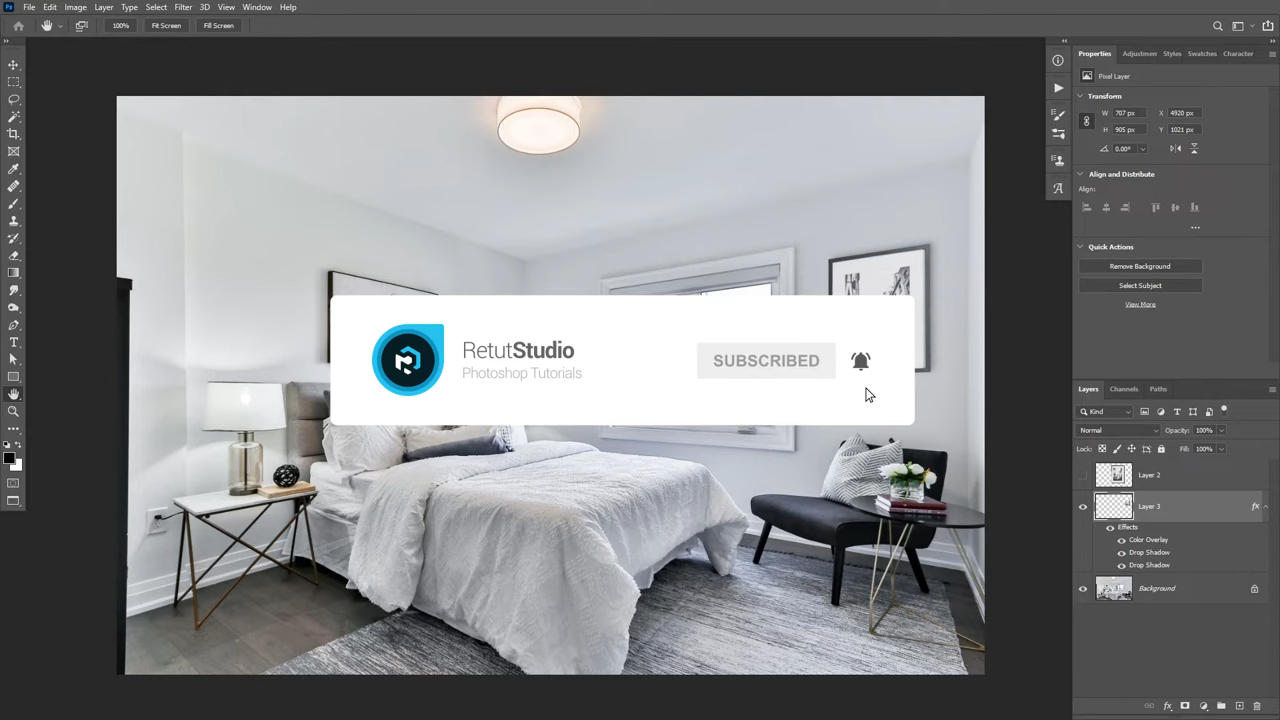 Ps File Edit Image Layer Type Select Filter 3D View Window Help
100% Fit Screen Fill Screen
Properties Adjustmen Styles Swatches Character
Pixel Layer
Transform
W 707 px X 4920 px
H 905 px Y 1021 px
0.00°
Align and Distribute
Align:
Quick Actions
Remove Background
Select Subject
View More
RetutStudio
Photoshop Tutorials
SUBSCRIBED
Layers Channels Paths
Kind
Normal Opacity: 100%
Lock: Fill: 100%
Layer 2
Layer 3 fx
Effects
Color Overlay
Drop Shadow
Drop Shadow
Background
fx